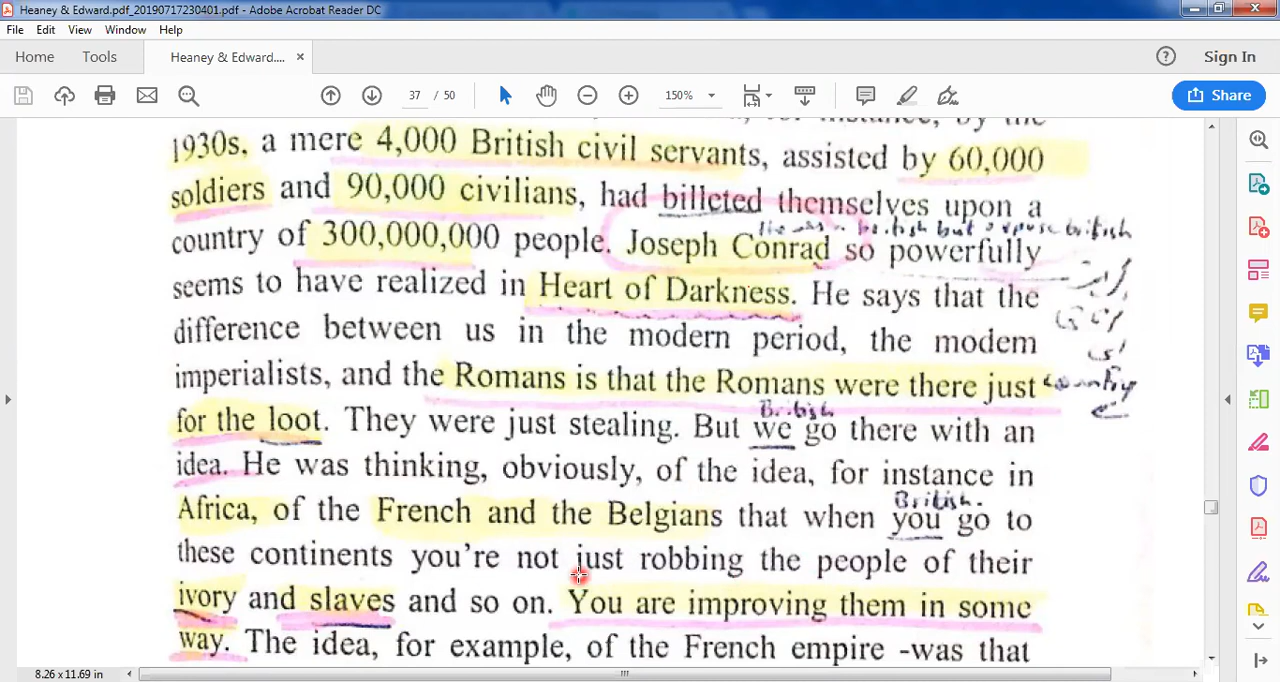 Heaney & Edward.pdf_20190717230401.pdf - Adobe Acrobat Reader DC
File Edit View Window Help
Home Tools Heaney & Edward.... × Sign In
37 / 50 150% Share
1930s, a mere 4,000 British civil servants, assisted by 60,000
soldiers and 90,000 civilians, had billeted themselves upon a
country of 300,000,000 people. Joseph Conrad so powerfully
seems to have realized in Heart of Darkness. He says that the
difference between us in the modern period, the modem
imperialists, and the Romans is that the Romans were there just
country
British
for the loot. They were just stealing. But we go there with an
idea. He was thinking, obviously, of the idea, for instance in
British.
Africa, of the French and the Belgians that when you go to
these continents you're not just robbing the people of their
ivory and slaves and so on. You are improving them in some
way. The idea, for example, of the French empire -was that
8.26 x 11.69 in